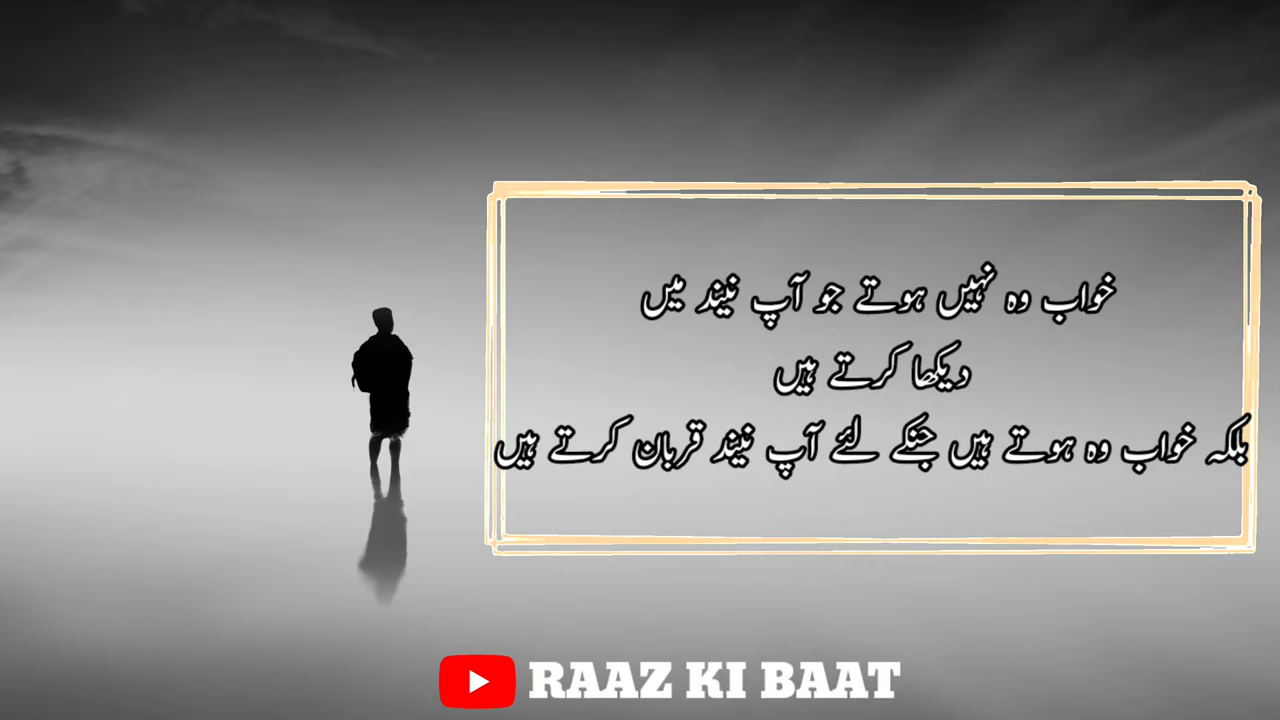 خواب وہ نہیں ہوتے جو آپ نیند میں
دیکھا کرتے ہیں
بلکہ خواب وہ ہوتے ہیں جنکے لئے آپ نیند قربان کرتے ہیں
RAAZ KI BAAT